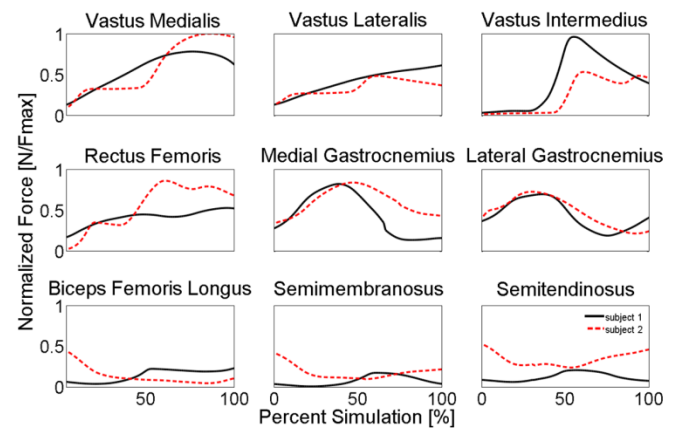 Vastus Medialis Vastus Lateralis Vastus Intermedius
1
0.5
0
Rectus Femoris Medial Gastrocnemius Lateral Gastrocnemius
1
0.5
0
Biceps Femoris Longus Semimembranosus Semitendinosus
1
0.5
0
subject 1
subject 2
50 100 0 50 100 0 50 100
Percent Simulation [%]
Normalized Force [N/Fmax]